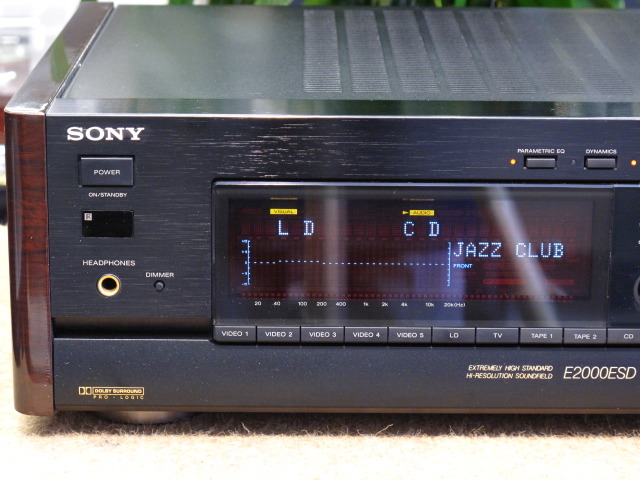 SONY
PARAMETRIC EQ DYNAMICS
POWER
ON/STANDBY
R
HEADPHONES
DIMMER
VISUAL AUDIO
L D C D
JAZZ CLUB
FRONT
20 40 100 200 400 1k 2k 4k 10k 20k(Hz)
VIDEO 1 VIDEO 2 VIDEO 3 VIDEO 4 VIDEO 5 LD TV TAPE 1 TAPE 2 CD
EXTREMELY HIGH STANDARD
HI-RESOLUTION SOUNDFIELD
E2000ESD
DOLBY SURROUND
PRO · LOGIC